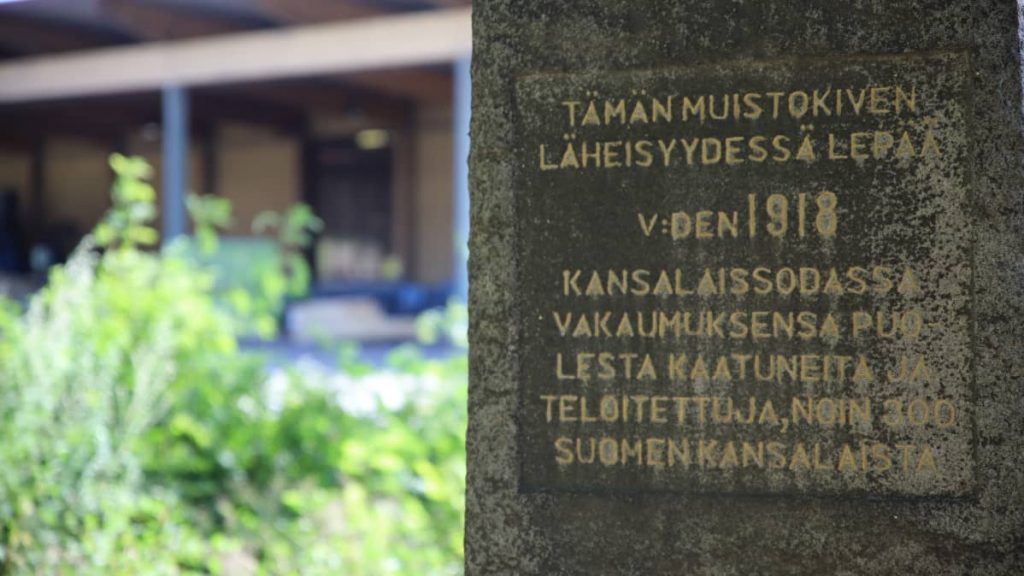 TÄMÄN MUISTOKIVEN
LÄHEISYYDESSÄ LEPÄÄ
V:DEN 1918
KANSALAISSODASSA
VAKAUMUKSENSA PUO-
LESTA KAATUNEITA JA
TELOITETTUJA, NOIN 300
SUOMEN KANSALAISTA